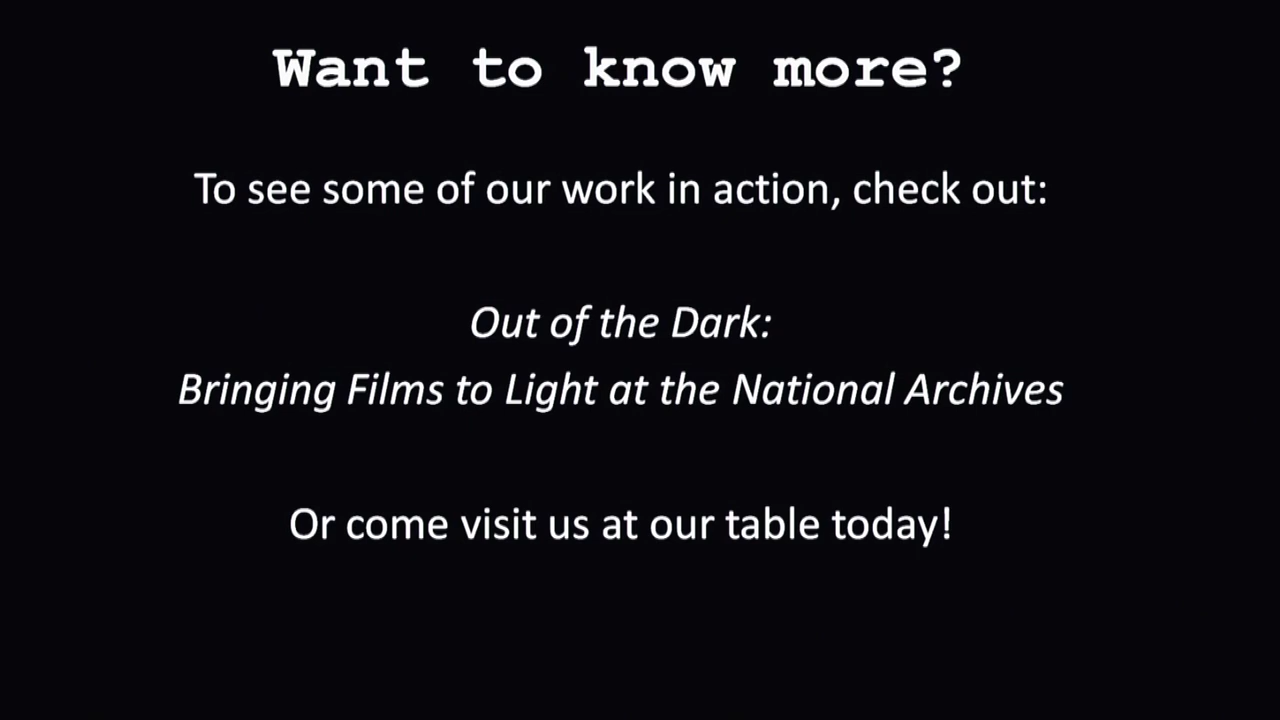 Want to know more?
To see some of our work in action, check out:
Out of the Dark:
Bringing Films to Light at the National Archives
Or come visit us at our table today!